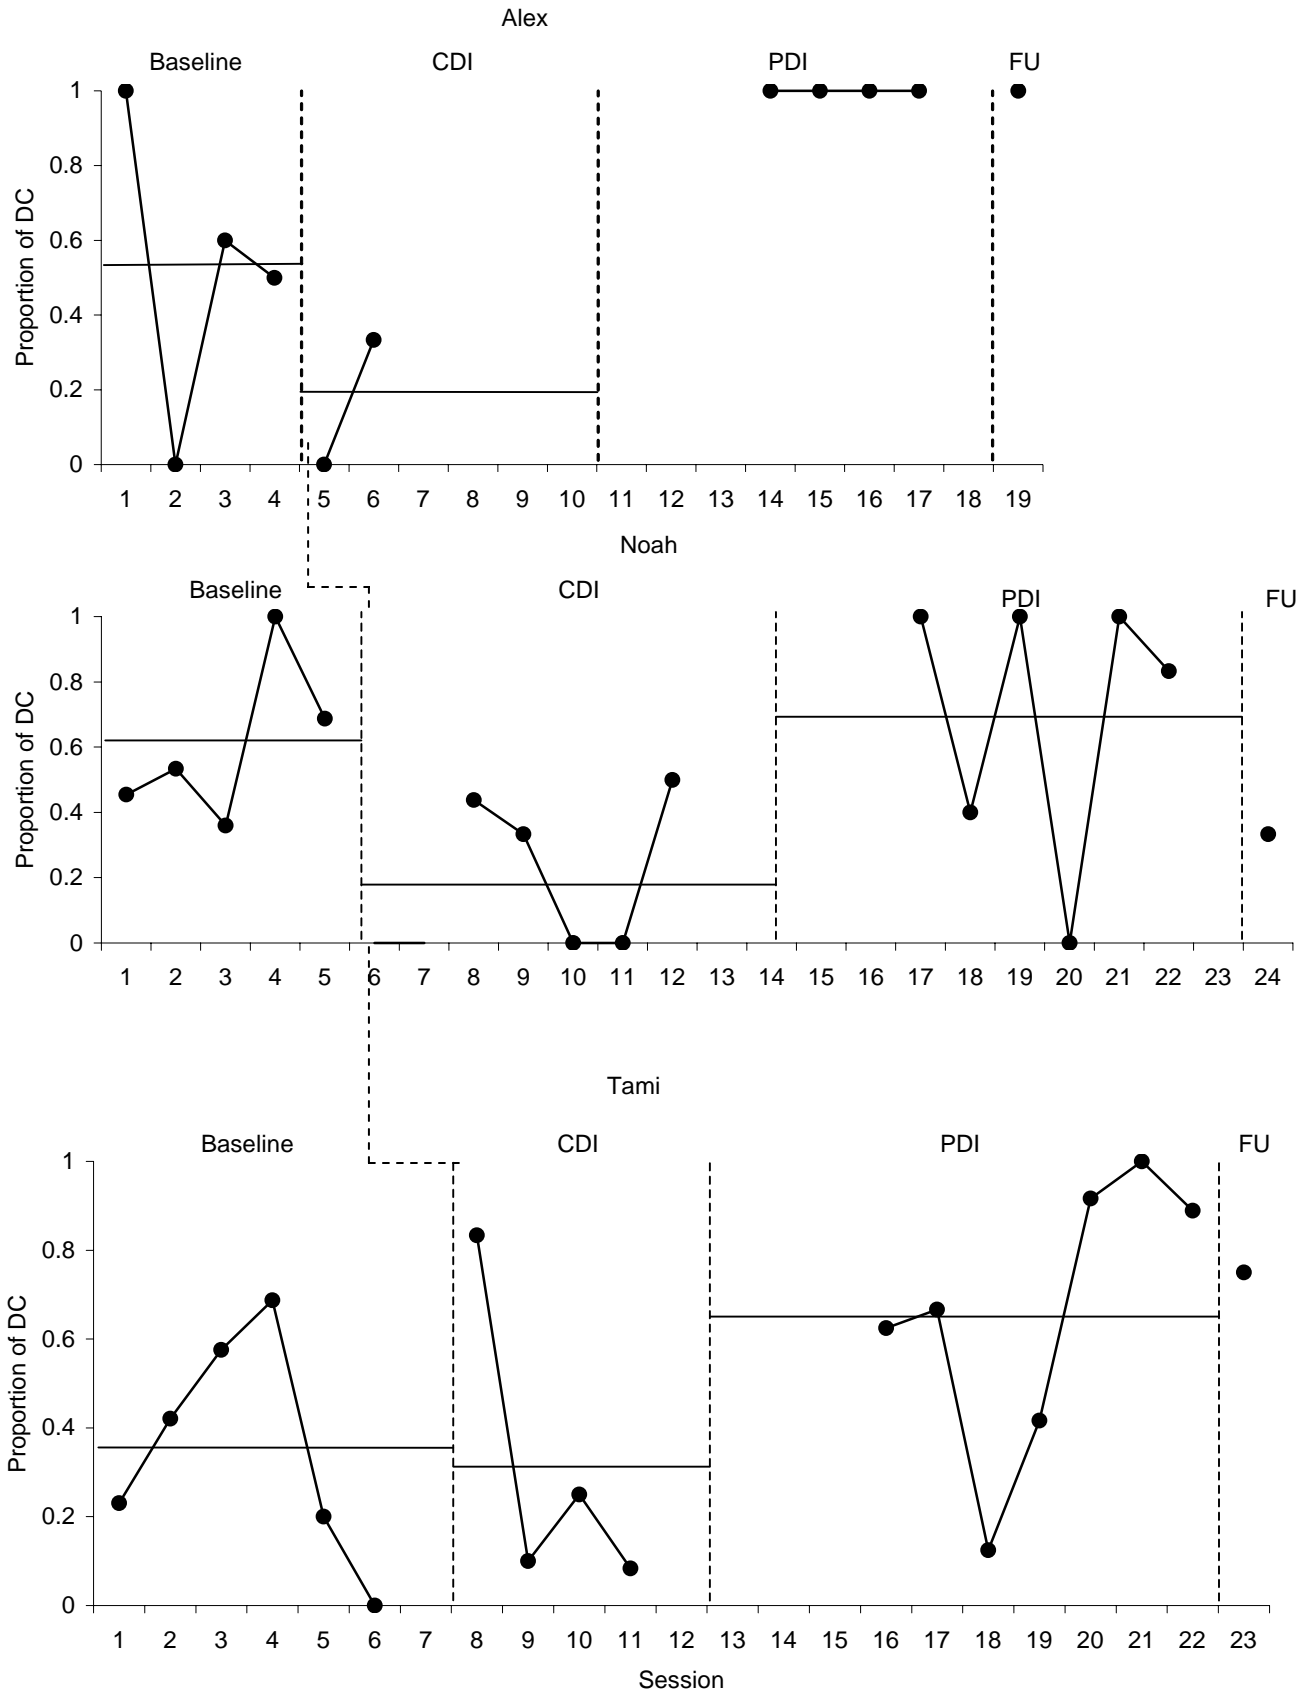 Alex
Baseline CDI PDI FU
1
0.8
0.6
0.4
0.2
0
Proportion of DC
1 2 3 4 5 6 7 8 9 10 11 12 13 14 15 16 17 18 19
Noah
Baseline CDI PDI FU
1
0.8
0.6
0.4
0.2
0
Proportion of DC
1 2 3 4 5 6 7 8 9 10 11 12 13 14 15 16 17 18 19 20 21 22 23 24
Tami
Baseline CDI PDI FU
1
0.8
0.6
0.4
0.2
0
Proportion of DC
1 2 3 4 5 6 7 8 9 10 11 12 13 14 15 16 17 18 19 20 21 22 23
Session